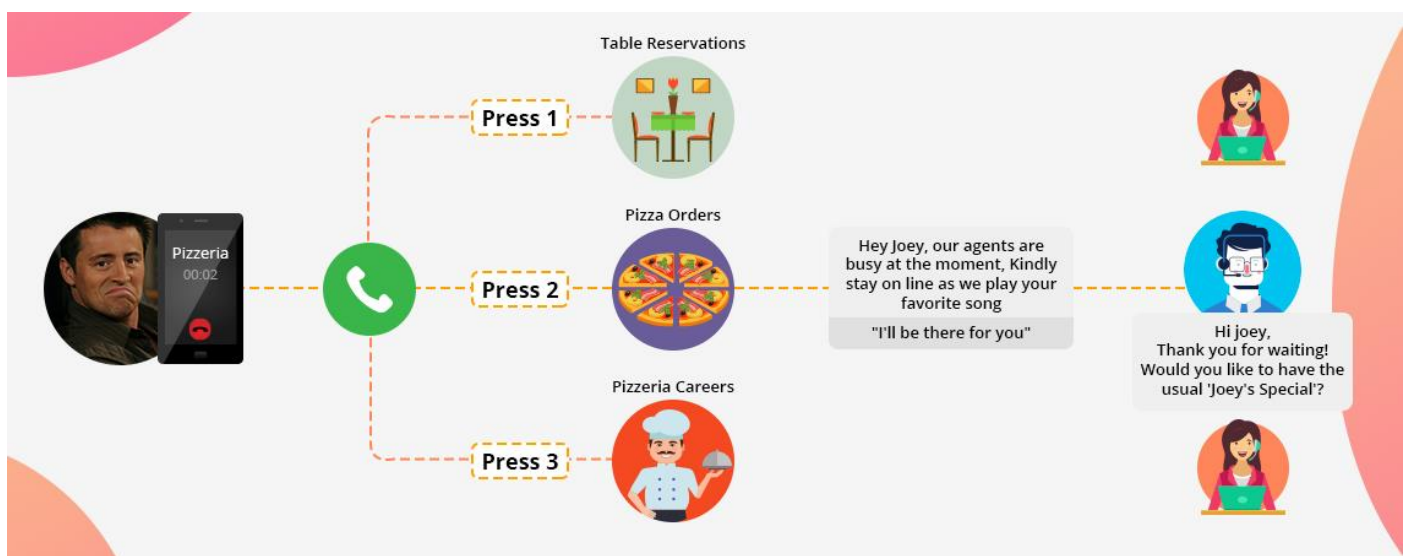 Table Reservations
Press 1
Pizzeria
00:02
Pizza Orders
Press 2
Hey Joey, our agents are
busy at the moment, Kindly
stay on line as we play your
favorite song
"I'll be there for you"
Hi joey,
Thank you for waiting!
Would you like to have the
usual 'Joey's Special'?
Pizzeria Careers
Press 3